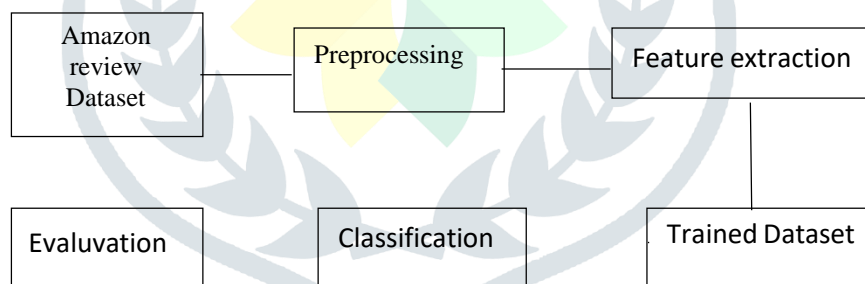 Amazon
review
Dataset
Preprocessing
Feature extraction
Evaluvation
Classification
Trained Dataset